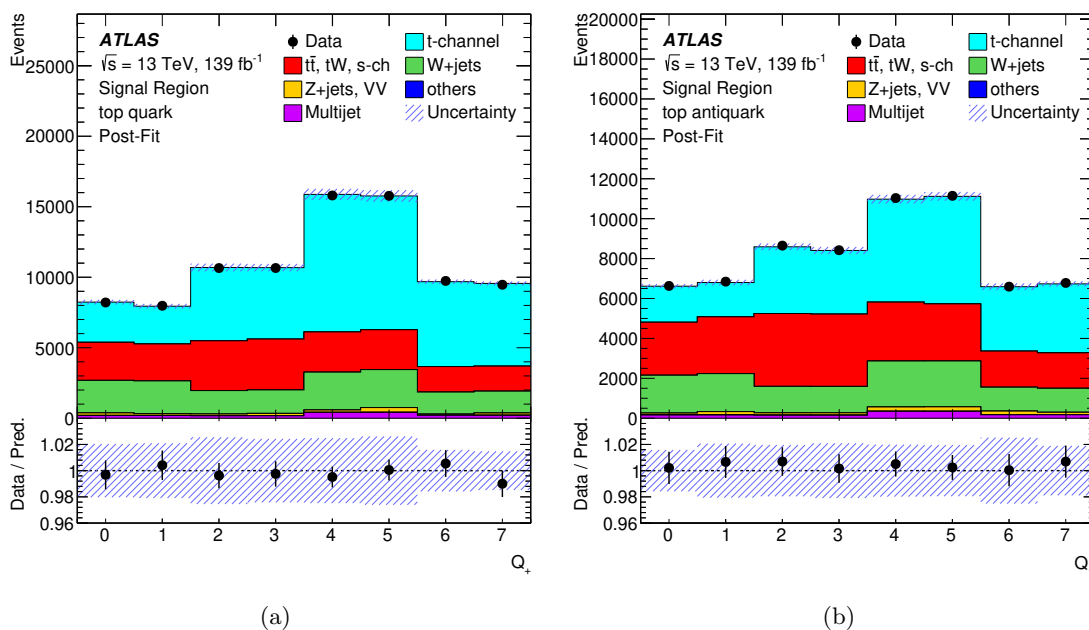 Events
ATLAS
√s = 13 TeV, 139 fb⁻¹
Signal Region
top quark
Post-Fit
Data
t-channel
tt̄, tW, s-ch
W+jets
Z+jets, VV
others
Multijet
Uncertainty
25000
20000
15000
10000
5000
0
Data / Pred.
1.02
1
0.98
0.96
0 1 2 3 4 5 6 7
Q₊
(a)
Events
ATLAS
√s = 13 TeV, 139 fb⁻¹
Signal Region
top antiquark
Post-Fit
Data
t-channel
tt̄, tW, s-ch
W+jets
Z+jets, VV
others
Multijet
Uncertainty
20000
18000
16000
14000
12000
10000
8000
6000
4000
2000
0
Data / Pred.
1.02
1
0.98
0.96
0 1 2 3 4 5 6 7
Q
(b)